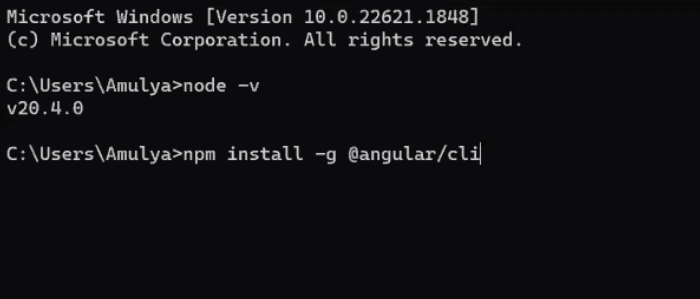 Microsoft Windows [Version 10.0.22621.1848]
(c) Microsoft Corporation. All rights reserved.
C:\Users\Amulya>node -v
v20.4.0
C:\Users\Amulya>npm install -g @angular/cli